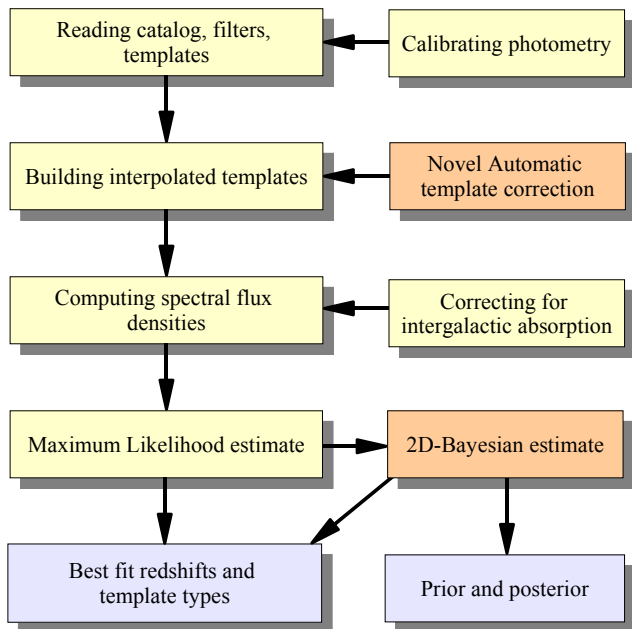 Reading catalog, filters,
templates
Calibrating photometry
Building interpolated templates
Novel Automatic
template correction
Computing spectral flux
densities
Correcting for
intergalactic absorption
Maximum Likelihood estimate
2D-Bayesian estimate
Best fit redshifts and
template types
Prior and posterior